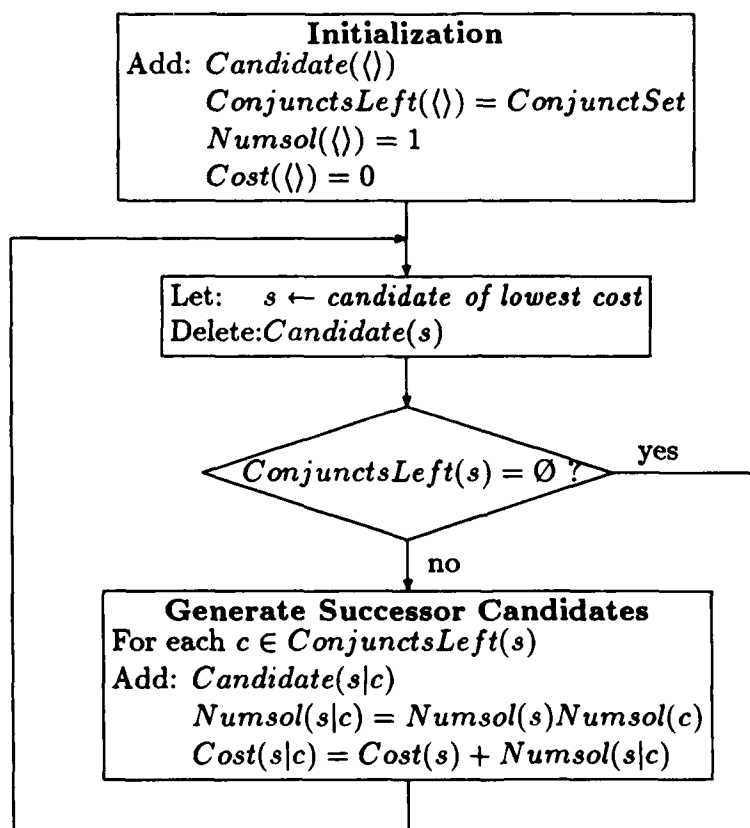 Initialization
Add: Candidate(⟨⟩)
ConjunctsLeft(⟨⟩) = ConjunctSet
Numsol(⟨⟩) = 1
Cost(⟨⟩) = 0
Let: s ← candidate of lowest cost
Delete:Candidate(s)
ConjunctsLeft(s) = Ø ?
yes
no
Generate Successor Candidates
For each c ∈ ConjunctsLeft(s)
Add: Candidate(s|c)
Numsol(s|c) = Numsol(s)Numsol(c)
Cost(s|c) = Cost(s) + Numsol(s|c)